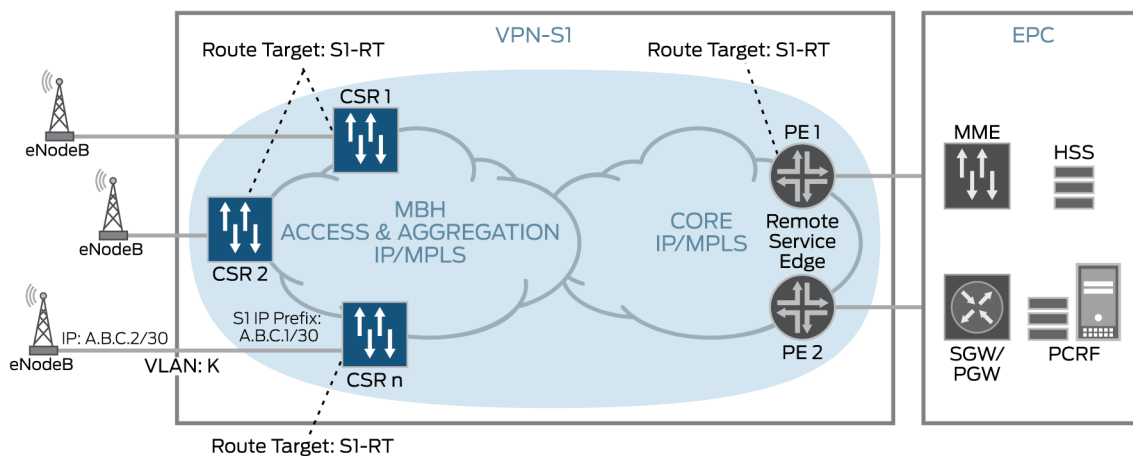 VPN-S1
EPC
Route Target: S1-RT
Route Target: S1-RT
CSR 1
eNodeB
PE 1
MME
HSS
MBH
ACCESS & AGGREGATION
IP/MPLS
CORE
IP/MPLS
Remote
Service
Edge
eNodeB
CSR 2
S1 IP Prefix:
A.B.C.1/30
IP: A.B.C.2/30
eNodeB
VLAN: K
CSR n
PE 2
SGW/
PGW
PCRF
Route Target: S1-RT